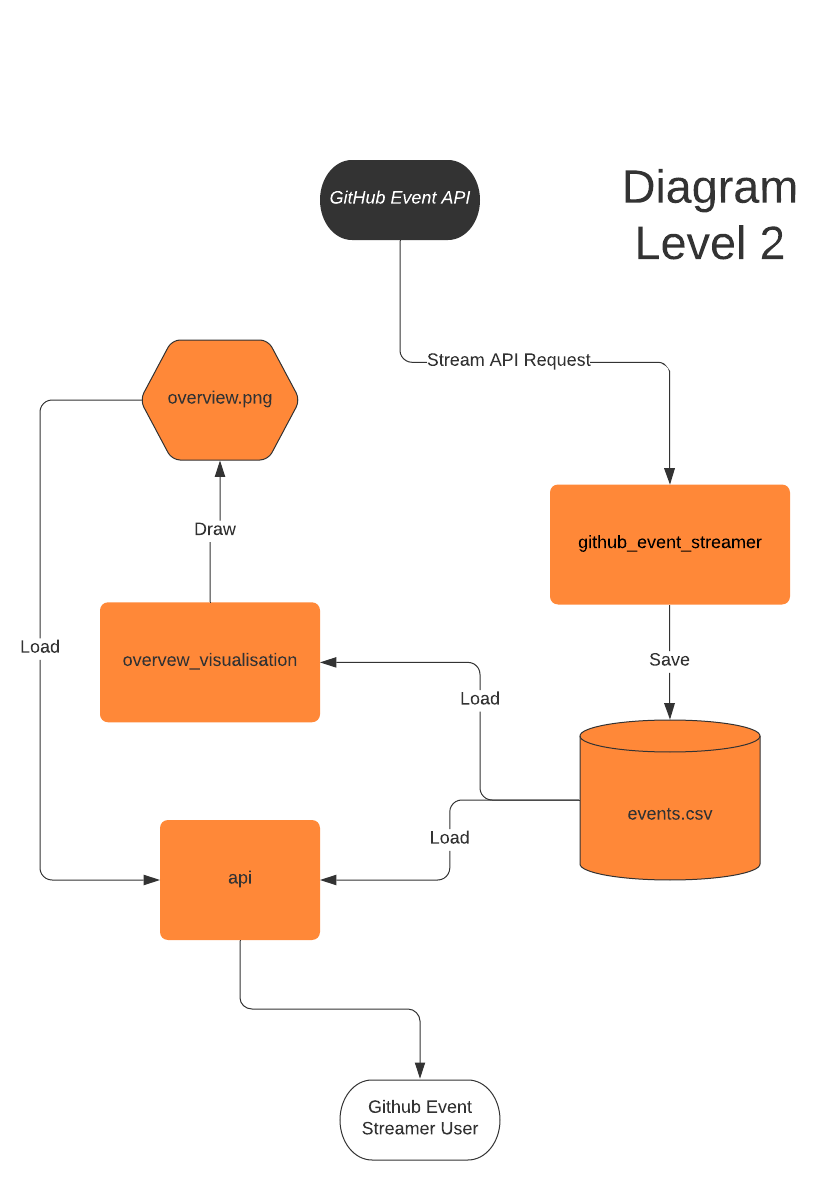 GitHub Event API
Diagram
Level 2
Stream API Request
overview.png
Draw
github_event_streamer
Load
overvew_visualisation
Save
Load
events.csv
Load
api
Github Event
Streamer User